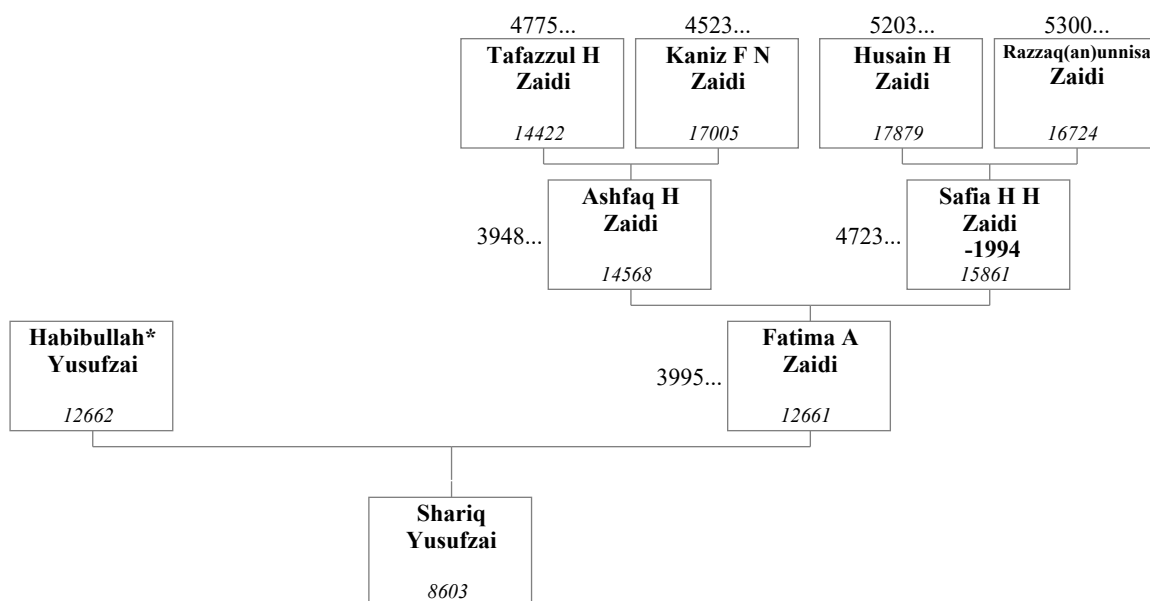 4775...
4523...
5203...
5300...
Tafazzul H
Zaidi
14422
Kaniz F N
Zaidi
17005
Husain H
Zaidi
17879
Razzaq(an)unnisa
Zaidi
16724
3948...
Ashfaq H
Zaidi
14568
4723...
Safia H H
Zaidi
-1994
15861
Habibullah*
Yusufzai
12662
3995...
Fatima A
Zaidi
12661
Shariq
Yusufzai
8603